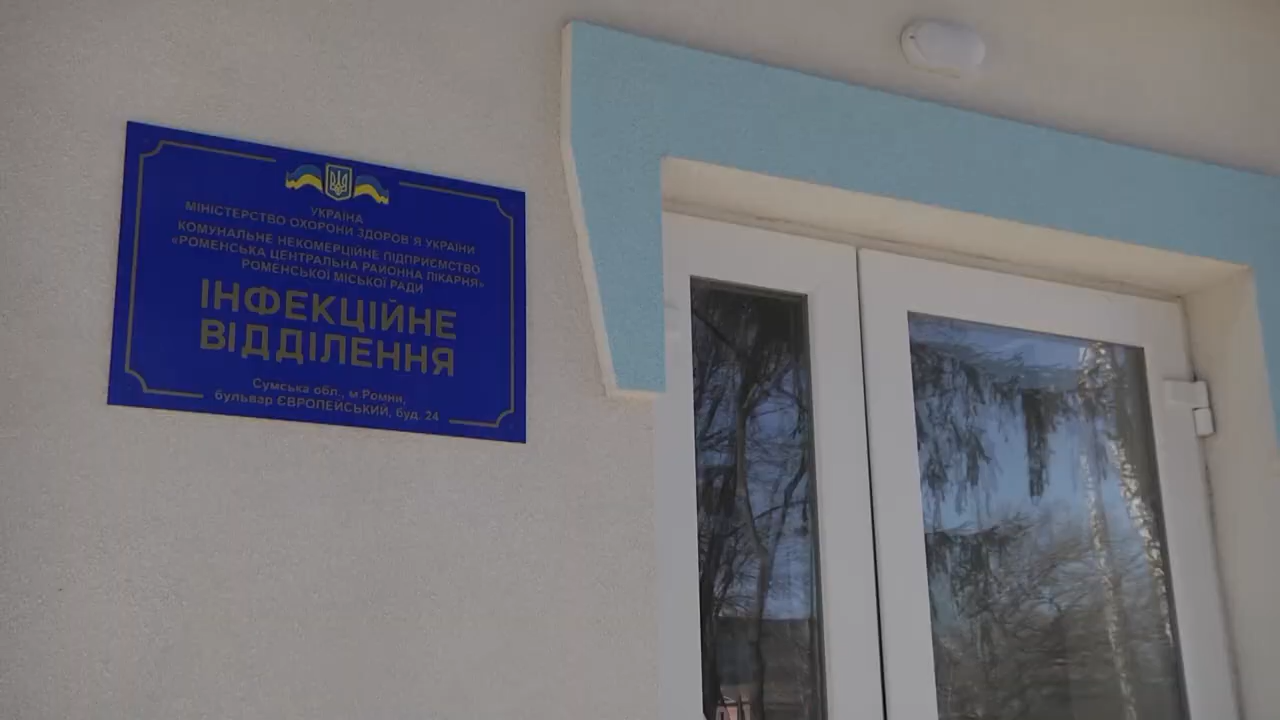 УКРАЇНА
МІНІСТЕРСТВО ОХОРОНИ ЗДОРОВ'Я УКРАЇНИ
КОМУНАЛЬНЕ НЕКОМЕРЦІЙНЕ ПІДПРИЄМСТВО
«РОМЕНСЬКА ЦЕНТРАЛЬНА РАЙОННА ЛІКАРНЯ»
РОМЕНСЬКОЇ МІСЬКОЇ РАДИ
ІНФЕКЦІЙНЕ
ВІДДІЛЕННЯ
Сумська обл., м.Ромни,
бульвар ЄВРОПЕЙСЬКИЙ, буд. 24